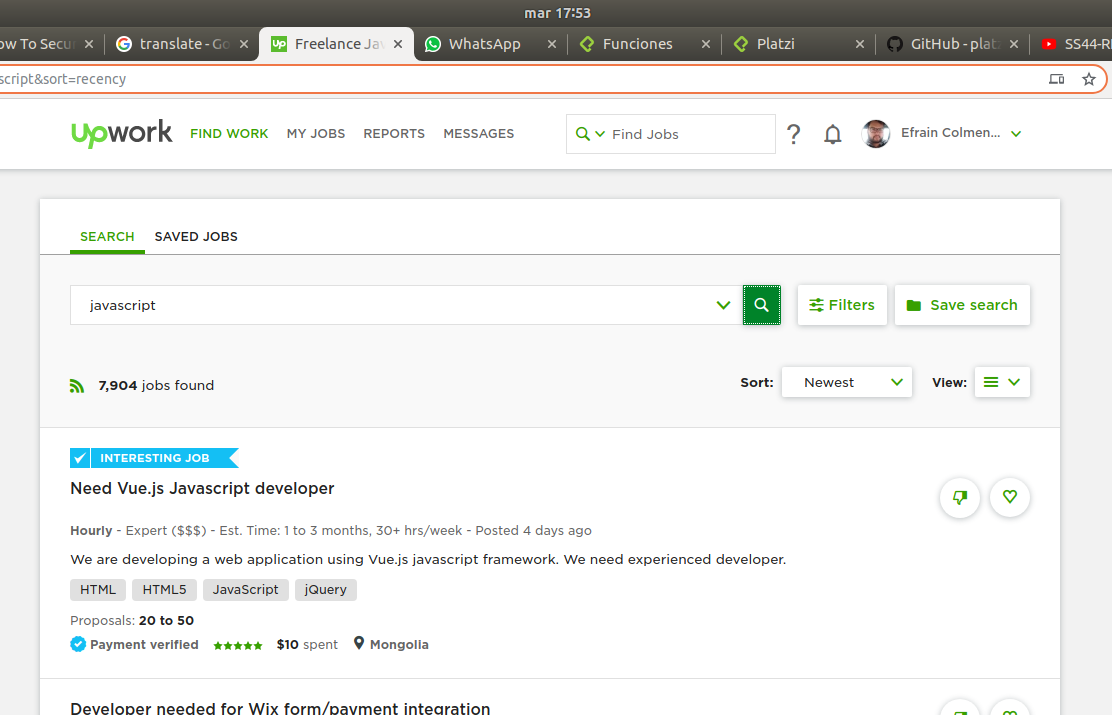 mar 17:53
ow To Secu
translate - Go
Freelance Jav
WhatsApp
Funciones
Platzi
GitHub - platz
SS44-R
script&sort=recency
upwork
FIND WORK
MY JOBS
REPORTS
MESSAGES
Find Jobs
?
Efrain Colmen...
SEARCH
SAVED JOBS
javascript
Filters
Save search
7,904 jobs found
Sort:
Newest
View:
INTERESTING JOB
Need Vue.js Javascript developer
Hourly - Expert ($$$) - Est. Time: 1 to 3 months, 30+ hrs/week - Posted 4 days ago
We are developing a web application using Vue.js javascript framework. We need experienced developer.
HTML
HTML5
JavaScript
jQuery
Proposals: 20 to 50
Payment verified
$10 spent
Mongolia
Developer needed for Wix form/payment integration